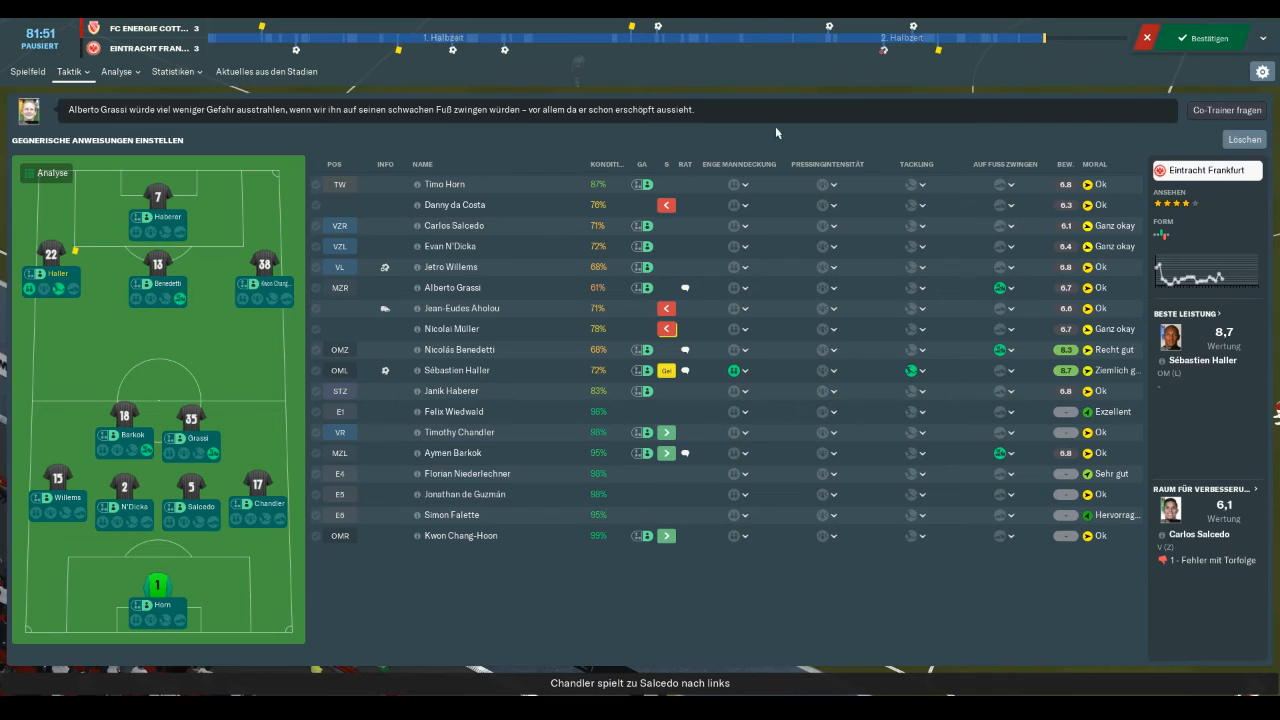 81:51
PAUSIERT
FC ENERGIE COTT... 3
EINTRACHT FRAN... 3
1. Halbzeit
2. Halbzeit
Bestätigen
Spielfeld
Taktik
Analyse
Statistiken
Aktuelles aus den Stadien
Alberto Grassi würde viel weniger Gefahr ausstrahlen, wenn wir ihn auf seinen schwachen Fuß zwingen würden – vor allem da er schon erschöpft aussieht.
Co-Trainer fragen
GEGNERISCHE ANWEISUNGEN EINSTELLEN
Löschen
Analyse
7
Haberer
22
Haller
13
Benedetti
38
Kwon Chang...
18
Barkok
35
Grassi
15
Willems
2
N'Dicka
5
Salcedo
17
Chandler
1
Horn
POS INFO NAME KONDITI... GA S RAT ENGE MANNDECKUNG PRESSINGINTENSITÄT TACKLING AUF FUSS ZWINGEN BEW. MORAL
TW Timo Horn 87% 6.8 Ok
Danny da Costa 76% 6.3 Ok
VZR Carlos Salcedo 71% 6.1 Ganz okay
VZL Evan N'Dicka 72% 6.4 Ganz okay
VL Jetro Willems 68% 6.8 Ok
MZR Alberto Grassi 61% 6.7 Ok
Jean-Eudes Aholou 71% 6.6 Ok
Nicolai Müller 78% 6.7 Ganz okay
OMZ Nicolás Benedetti 68% 8.3 Recht gut
OML Sébastien Haller 72% Gel 8.7 Ziemlich g...
STZ Janik Haberer 83% 6.8 Ok
E1 Felix Wiedwald 96% - Exzellent
VR Timothy Chandler 98% - Ok
MZL Aymen Barkok 95% 6.8 Ok
E4 Florian Niederlechner 98% - Sehr gut
E5 Jonathan de Guzmán 98% - Ok
E6 Simon Falette 95% - Hervorrag...
OMR Kwon Chang-Hoon 99% - Ok
Eintracht Frankfurt
ANSEHEN
FORM
BESTE LEISTUNG
8,7
Wertung
Sébastien Haller
OM (L)
-
RAUM FÜR VERBESSERU...
6,1
Wertung
Carlos Salcedo
V (Z)
1 - Fehler mit Torfolge
Chandler spielt zu Salcedo nach links